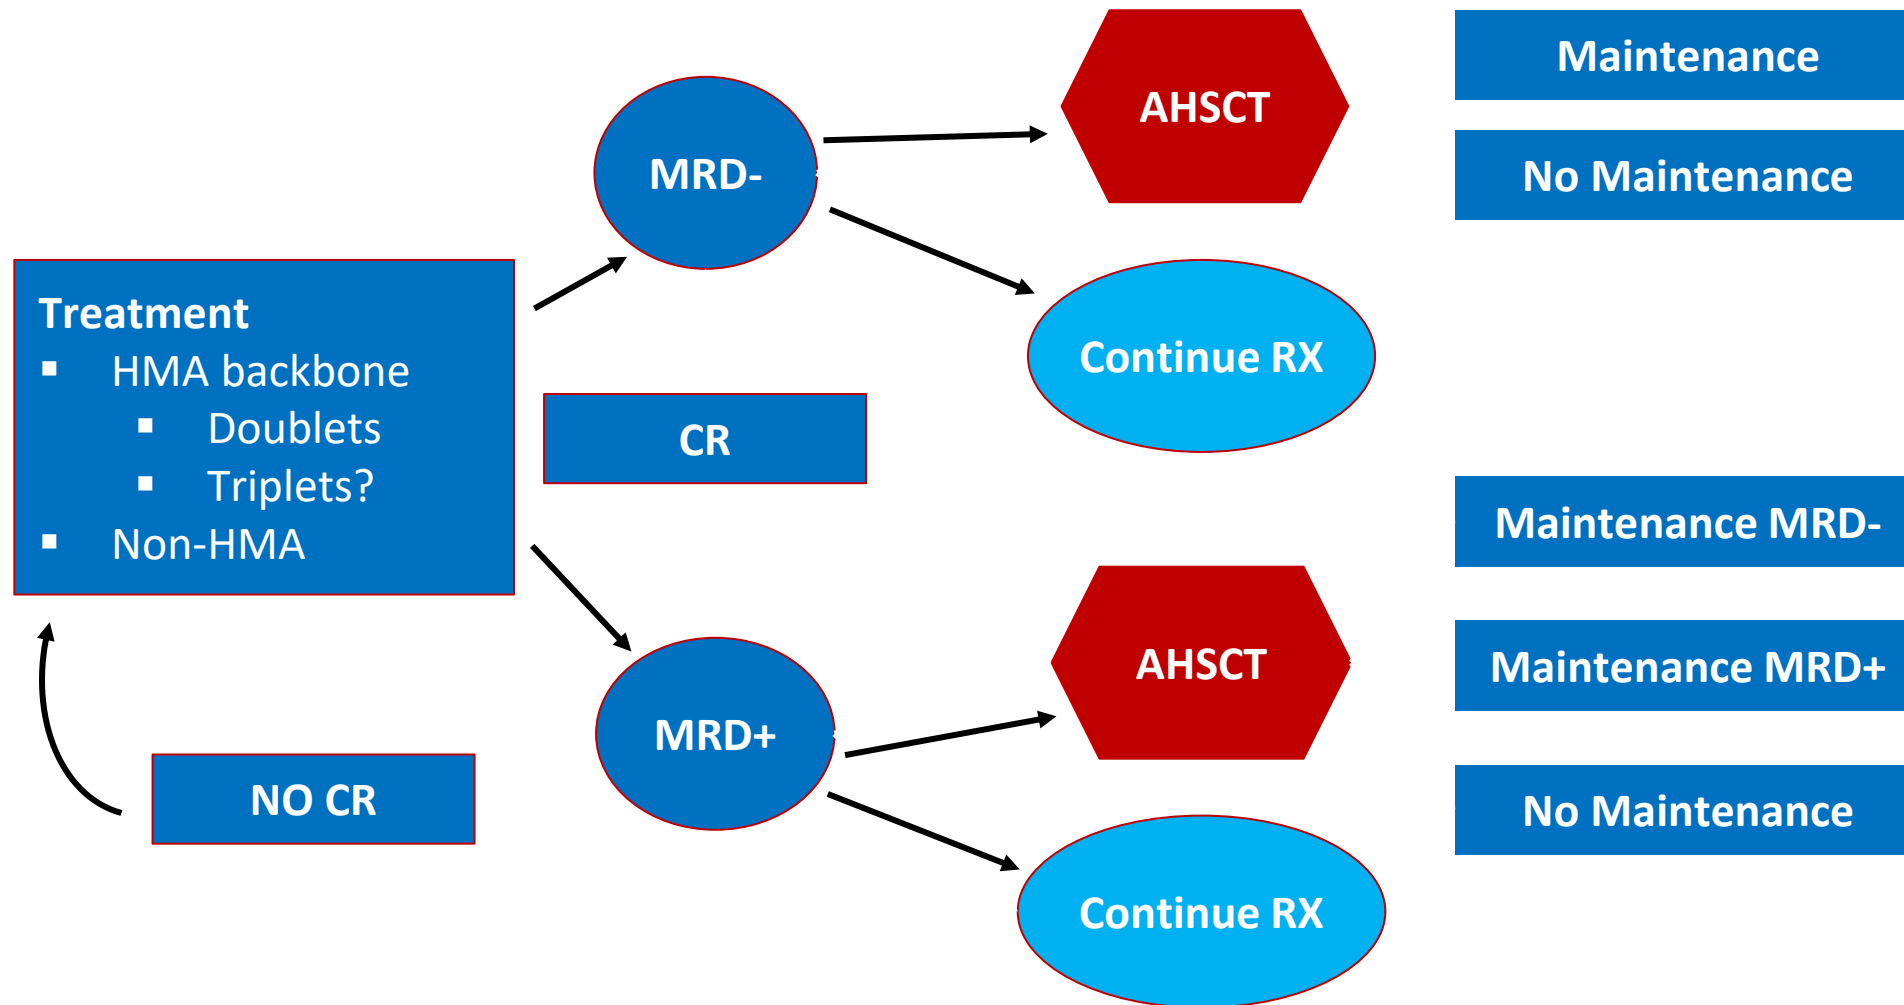 Treatment
▪ HMA backbone
▪ Doublets
▪ Triplets?
▪ Non-HMA
NO CR
CR
MRD-
AHSCT
Continue RX
Maintenance
No Maintenance
MRD+
AHSCT
Continue RX
Maintenance MRD-
Maintenance MRD+
No Maintenance